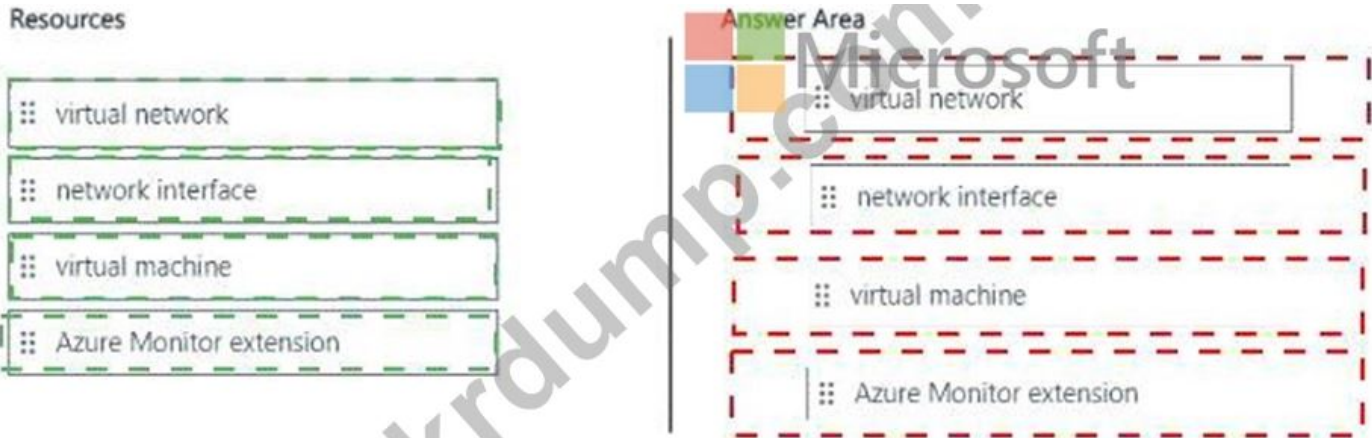 Resources
virtual network
network interface
virtual machine
Azure Monitor extension
Answer Area
Microsoft
virtual network
network interface
virtual machine
Azure Monitor extension